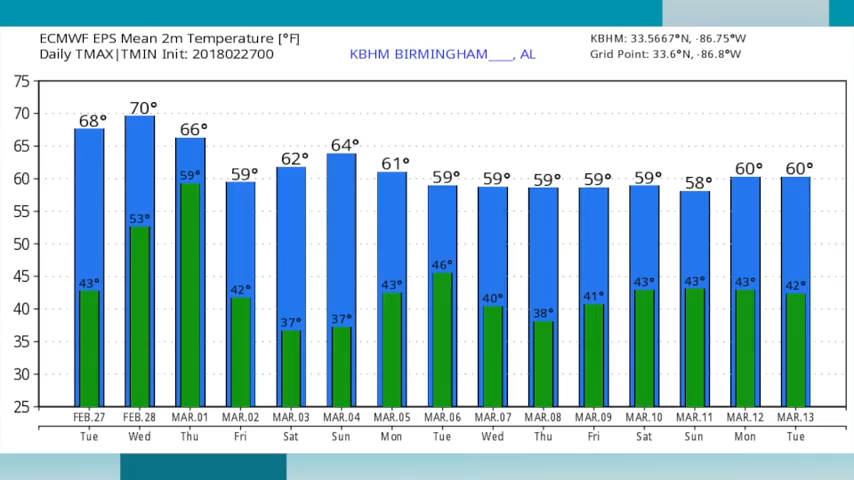 ECMWF EPS Mean 2m Temperature [°F]
Daily TMAX|TMIN Init: 2018022700
KBHM BIRMINGHAM____, AL
KBHM: 33.5667°N, -86.75°W
Grid Point: 33.6°N, -86.8°W
75
70
65
60
55
50
45
40
35
30
25
68° 70° 66° 59° 62° 64° 61° 59° 59° 59° 59° 59° 58° 60° 60°
43° 53° 59° 42° 37° 37° 43° 46° 40° 38° 41° 43° 43° 43° 42°
FEB.27 FEB.28 MAR.01 MAR.02 MAR.03 MAR.04 MAR.05 MAR.06 MAR.07 MAR.08 MAR.09 MAR.10 MAR.11 MAR.12 MAR.13
Tue Wed Thu Fri Sat Sun Mon Tue Wed Thu Fri Sat Sun Mon Tue